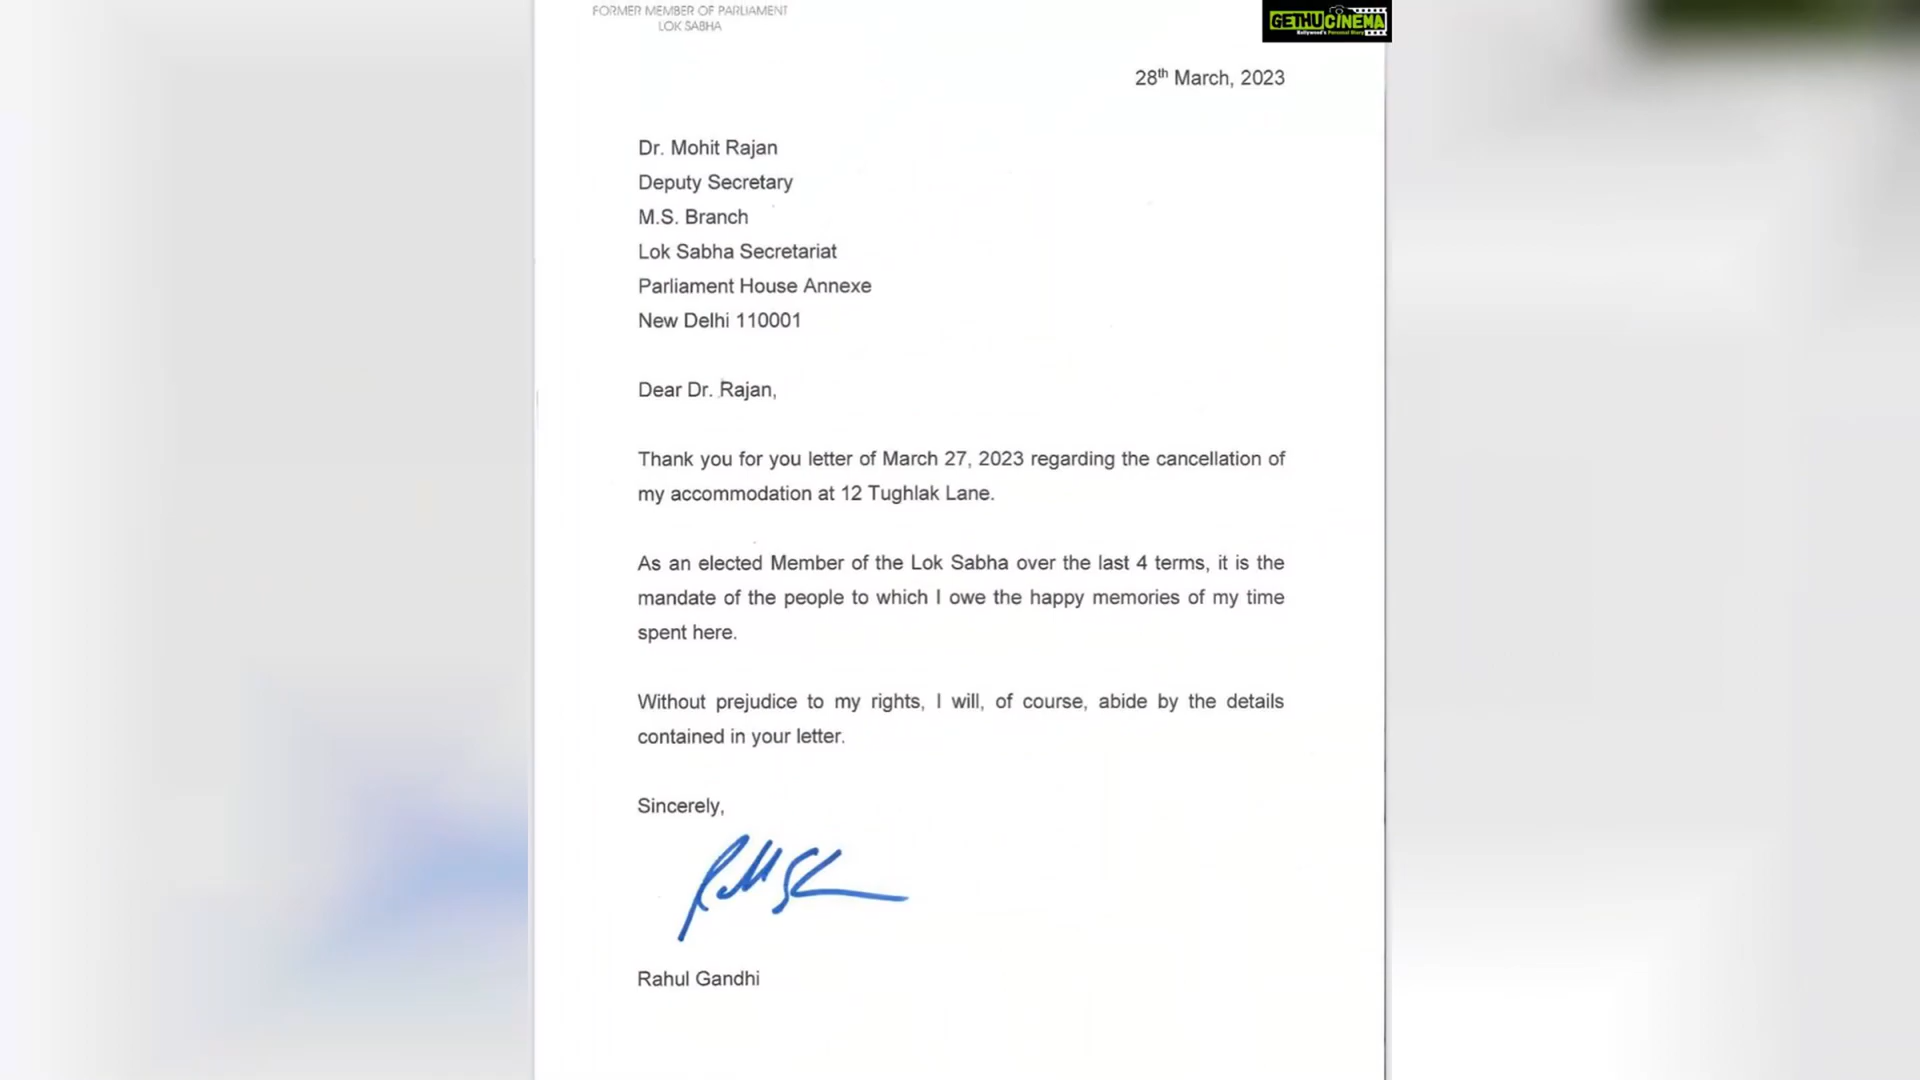 FORMER MEMBER OF PARLIAMENT
LOK SABHA
GETHUCINEMA
28th March, 2023
Dr. Mohit Rajan
Deputy Secretary
M.S. Branch
Lok Sabha Secretariat
Parliament House Annexe
New Delhi 110001
Dear Dr. Rajan,
Thank you for you letter of March 27, 2023 regarding the cancellation of
my accommodation at 12 Tughlak Lane.
As an elected Member of the Lok Sabha over the last 4 terms, it is the
mandate of the people to which I owe the happy memories of my time
spent here.
Without prejudice to my rights, I will, of course, abide by the details
contained in your letter.
Sincerely,
Rahul Gandhi